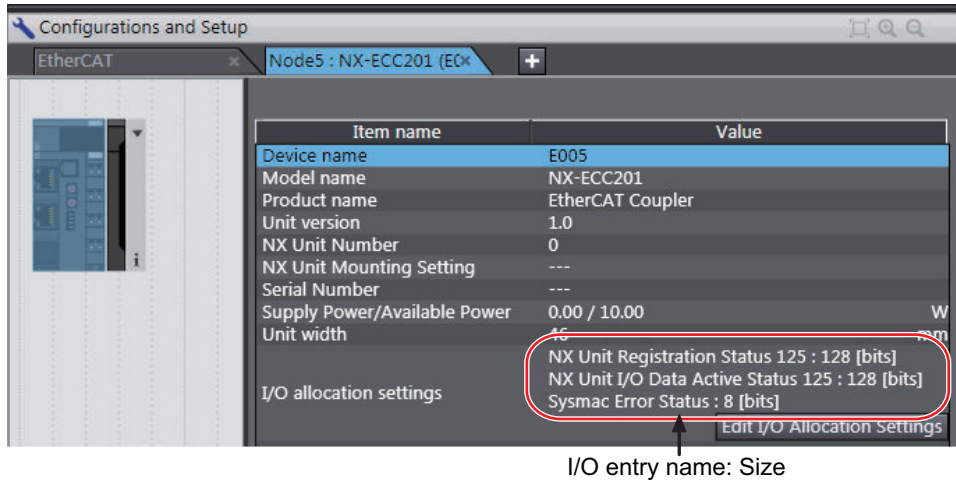 Configurations and Setup
EtherCAT
Node5 : NX-ECC201 (E0
Item name Value
Device name E005
Model name NX-ECC201
Product name EtherCAT Coupler
Unit version 1.0
NX Unit Number 0
NX Unit Mounting Setting ---
Serial Number ---
Supply Power/Available Power 0.00 / 10.00 W
Unit width 46 mm
NX Unit Registration Status 125 : 128 [bits]
NX Unit I/O Data Active Status 125 : 128 [bits]
I/O allocation settings
Sysmac Error Status : 8 [bits]
Edit I/O Allocation Settings
I/O entry name: Size